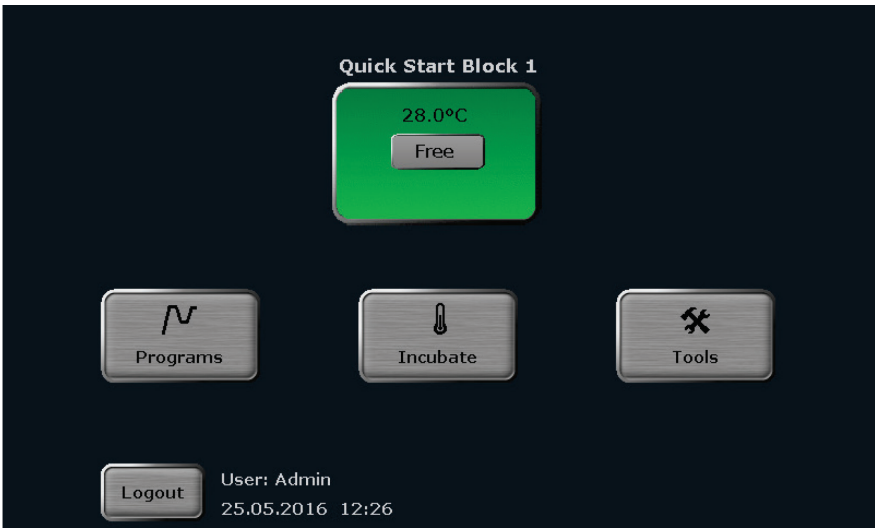 Quick Start Block 1
28.0°C
Free
Programs
Incubate
Tools
Logout
User: Admin
25.05.2016 12:26